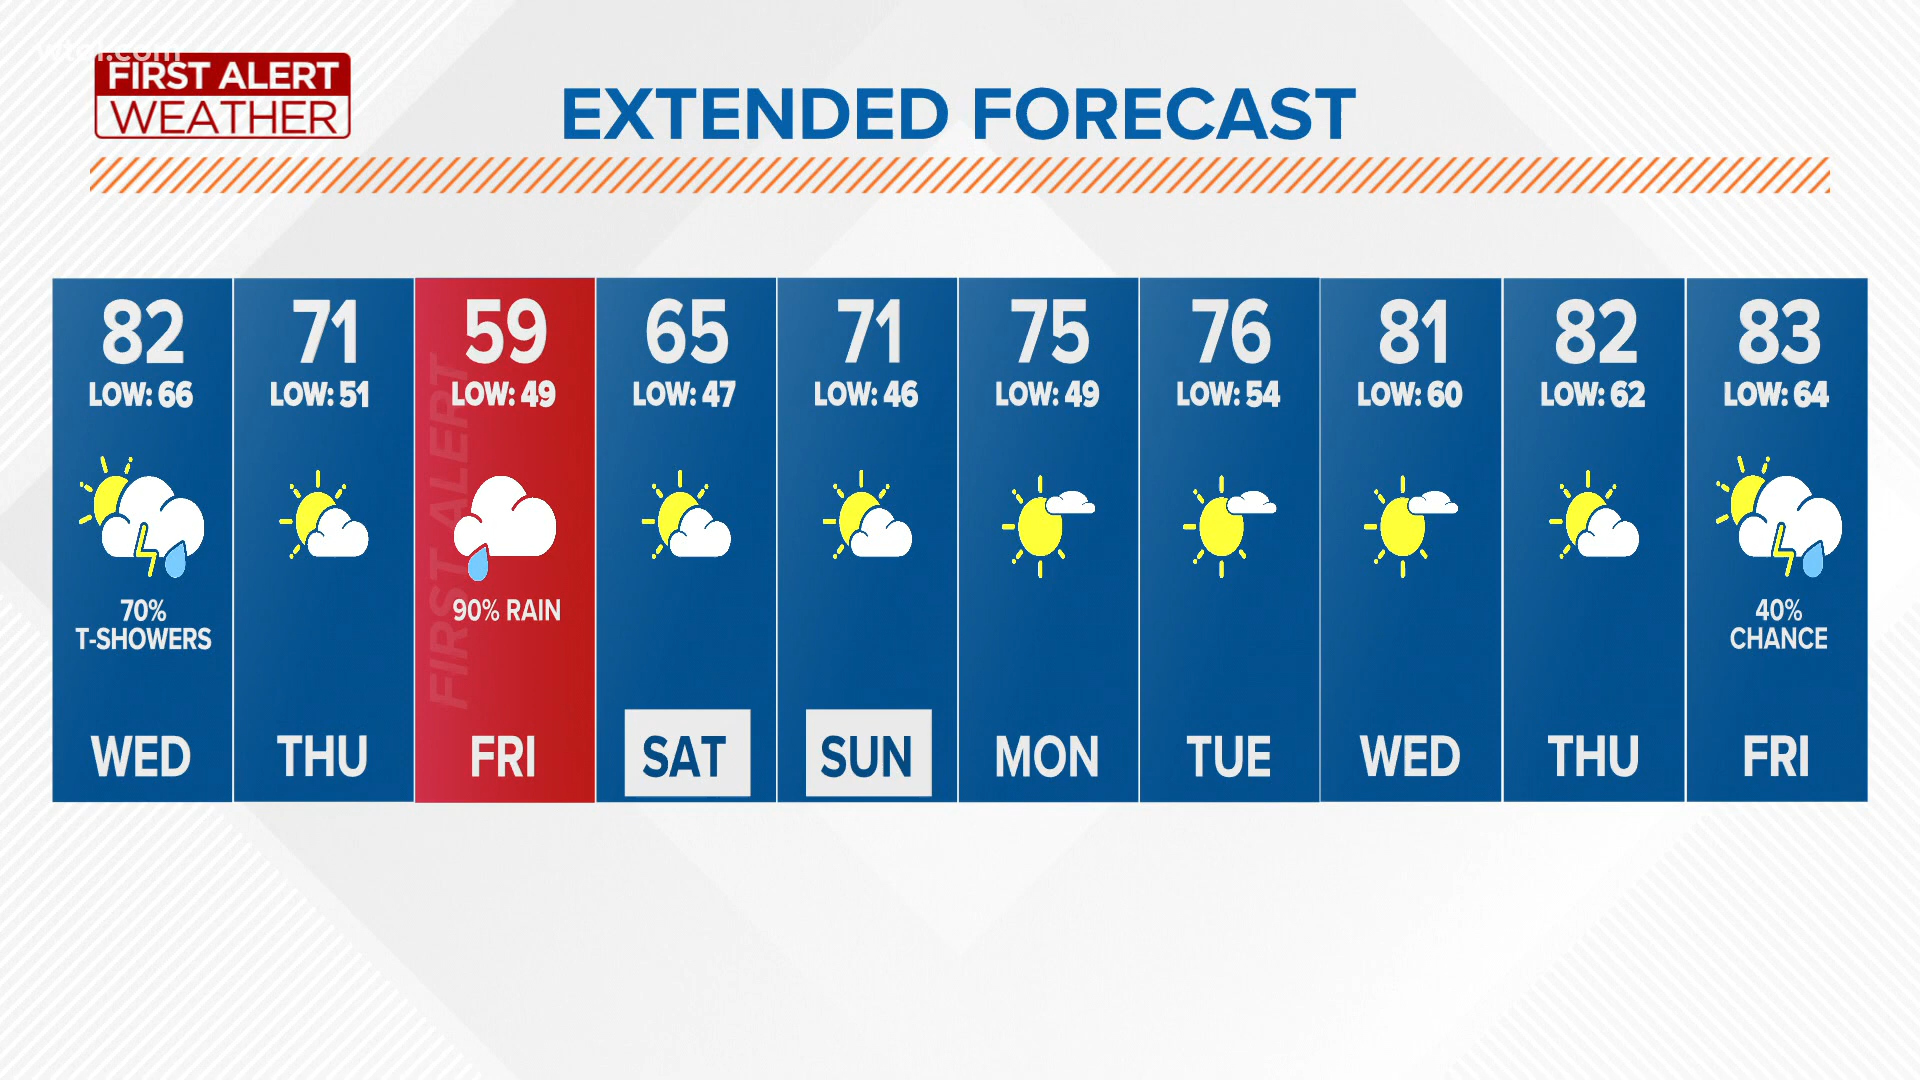 FIRST ALERT
WEATHER
EXTENDED FORECAST
82
LOW: 66
70%
T-SHOWERS
WED
71
LOW: 51
THU
59
LOW: 49
FIRST ALERT
90% RAIN
FRI
65
LOW: 47
SAT
71
LOW: 46
SUN
75
LOW: 49
MON
76
LOW: 54
TUE
81
LOW: 60
WED
82
LOW: 62
THU
83
LOW: 64
40%
CHANCE
FRI